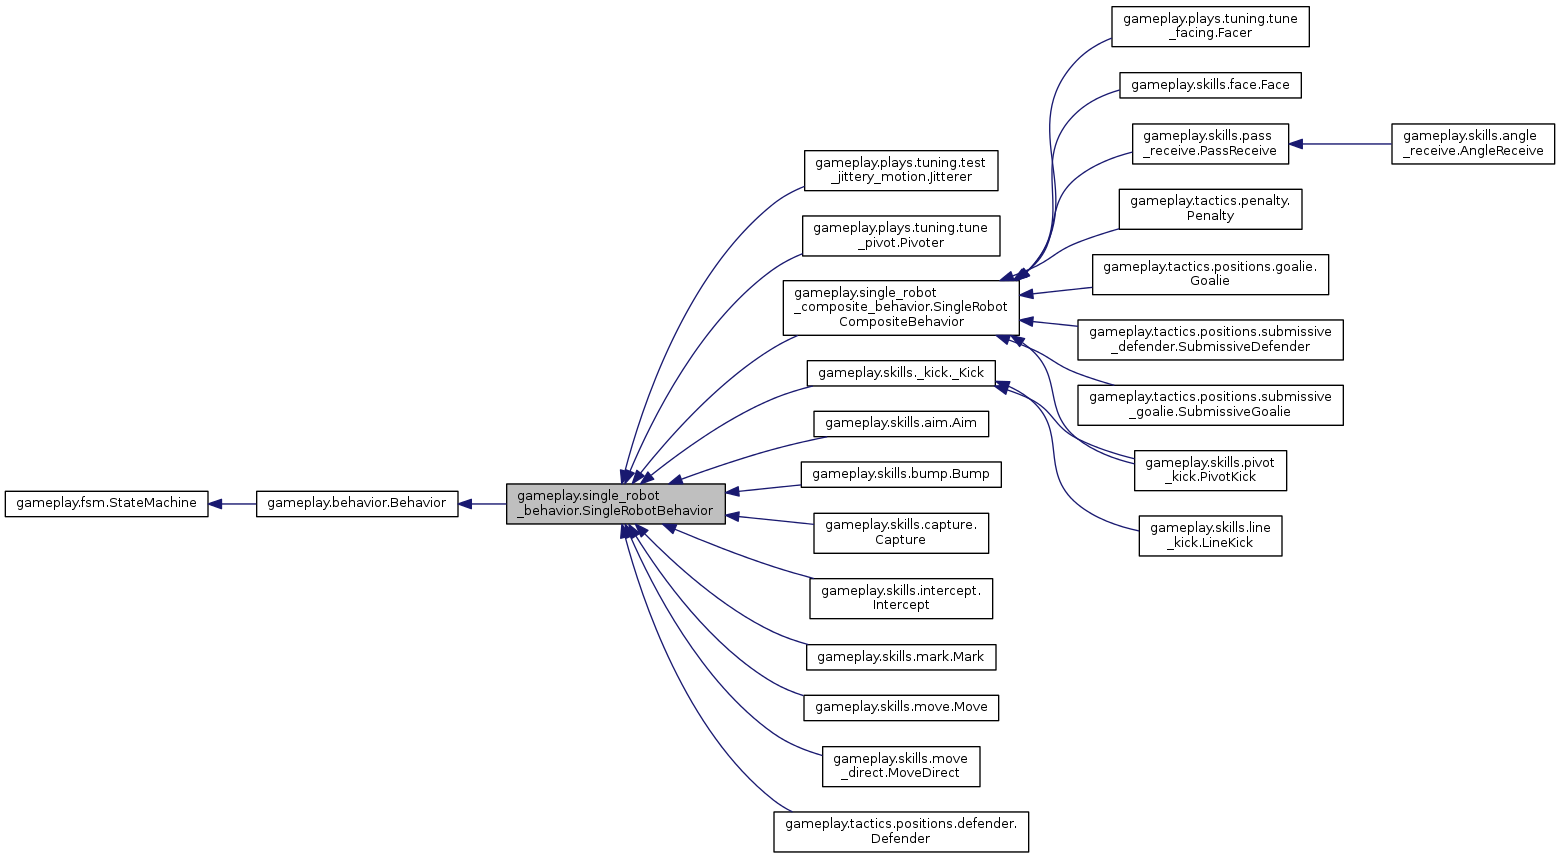 gameplay.plays.tuning.tune
_facing.Facer
gameplay.skills.face.Face
gameplay.skills.pass
_receive.PassReceive
gameplay.skills.angle
_receive.AngleReceive
gameplay.plays.tuning.test
_jittery_motion.Jitterer
gameplay.tactics.penalty.
Penalty
gameplay.plays.tuning.tune
_pivot.Pivoter
gameplay.tactics.positions.goalie.
Goalie
gameplay.single_robot
_composite_behavior.SingleRobot
CompositeBehavior
gameplay.tactics.positions.submissive
_defender.SubmissiveDefender
gameplay.skills._kick._Kick
gameplay.tactics.positions.submissive
_goalie.SubmissiveGoalie
gameplay.skills.aim.Aim
gameplay.skills.bump.Bump
gameplay.skills.pivot
_kick.PivotKick
gameplay.fsm.StateMachine
gameplay.behavior.Behavior
gameplay.single_robot
_behavior.SingleRobotBehavior
gameplay.skills.capture.
Capture
gameplay.skills.line
_kick.LineKick
gameplay.skills.intercept.
Intercept
gameplay.skills.mark.Mark
gameplay.skills.move.Move
gameplay.skills.move
_direct.MoveDirect
gameplay.tactics.positions.defender.
Defender